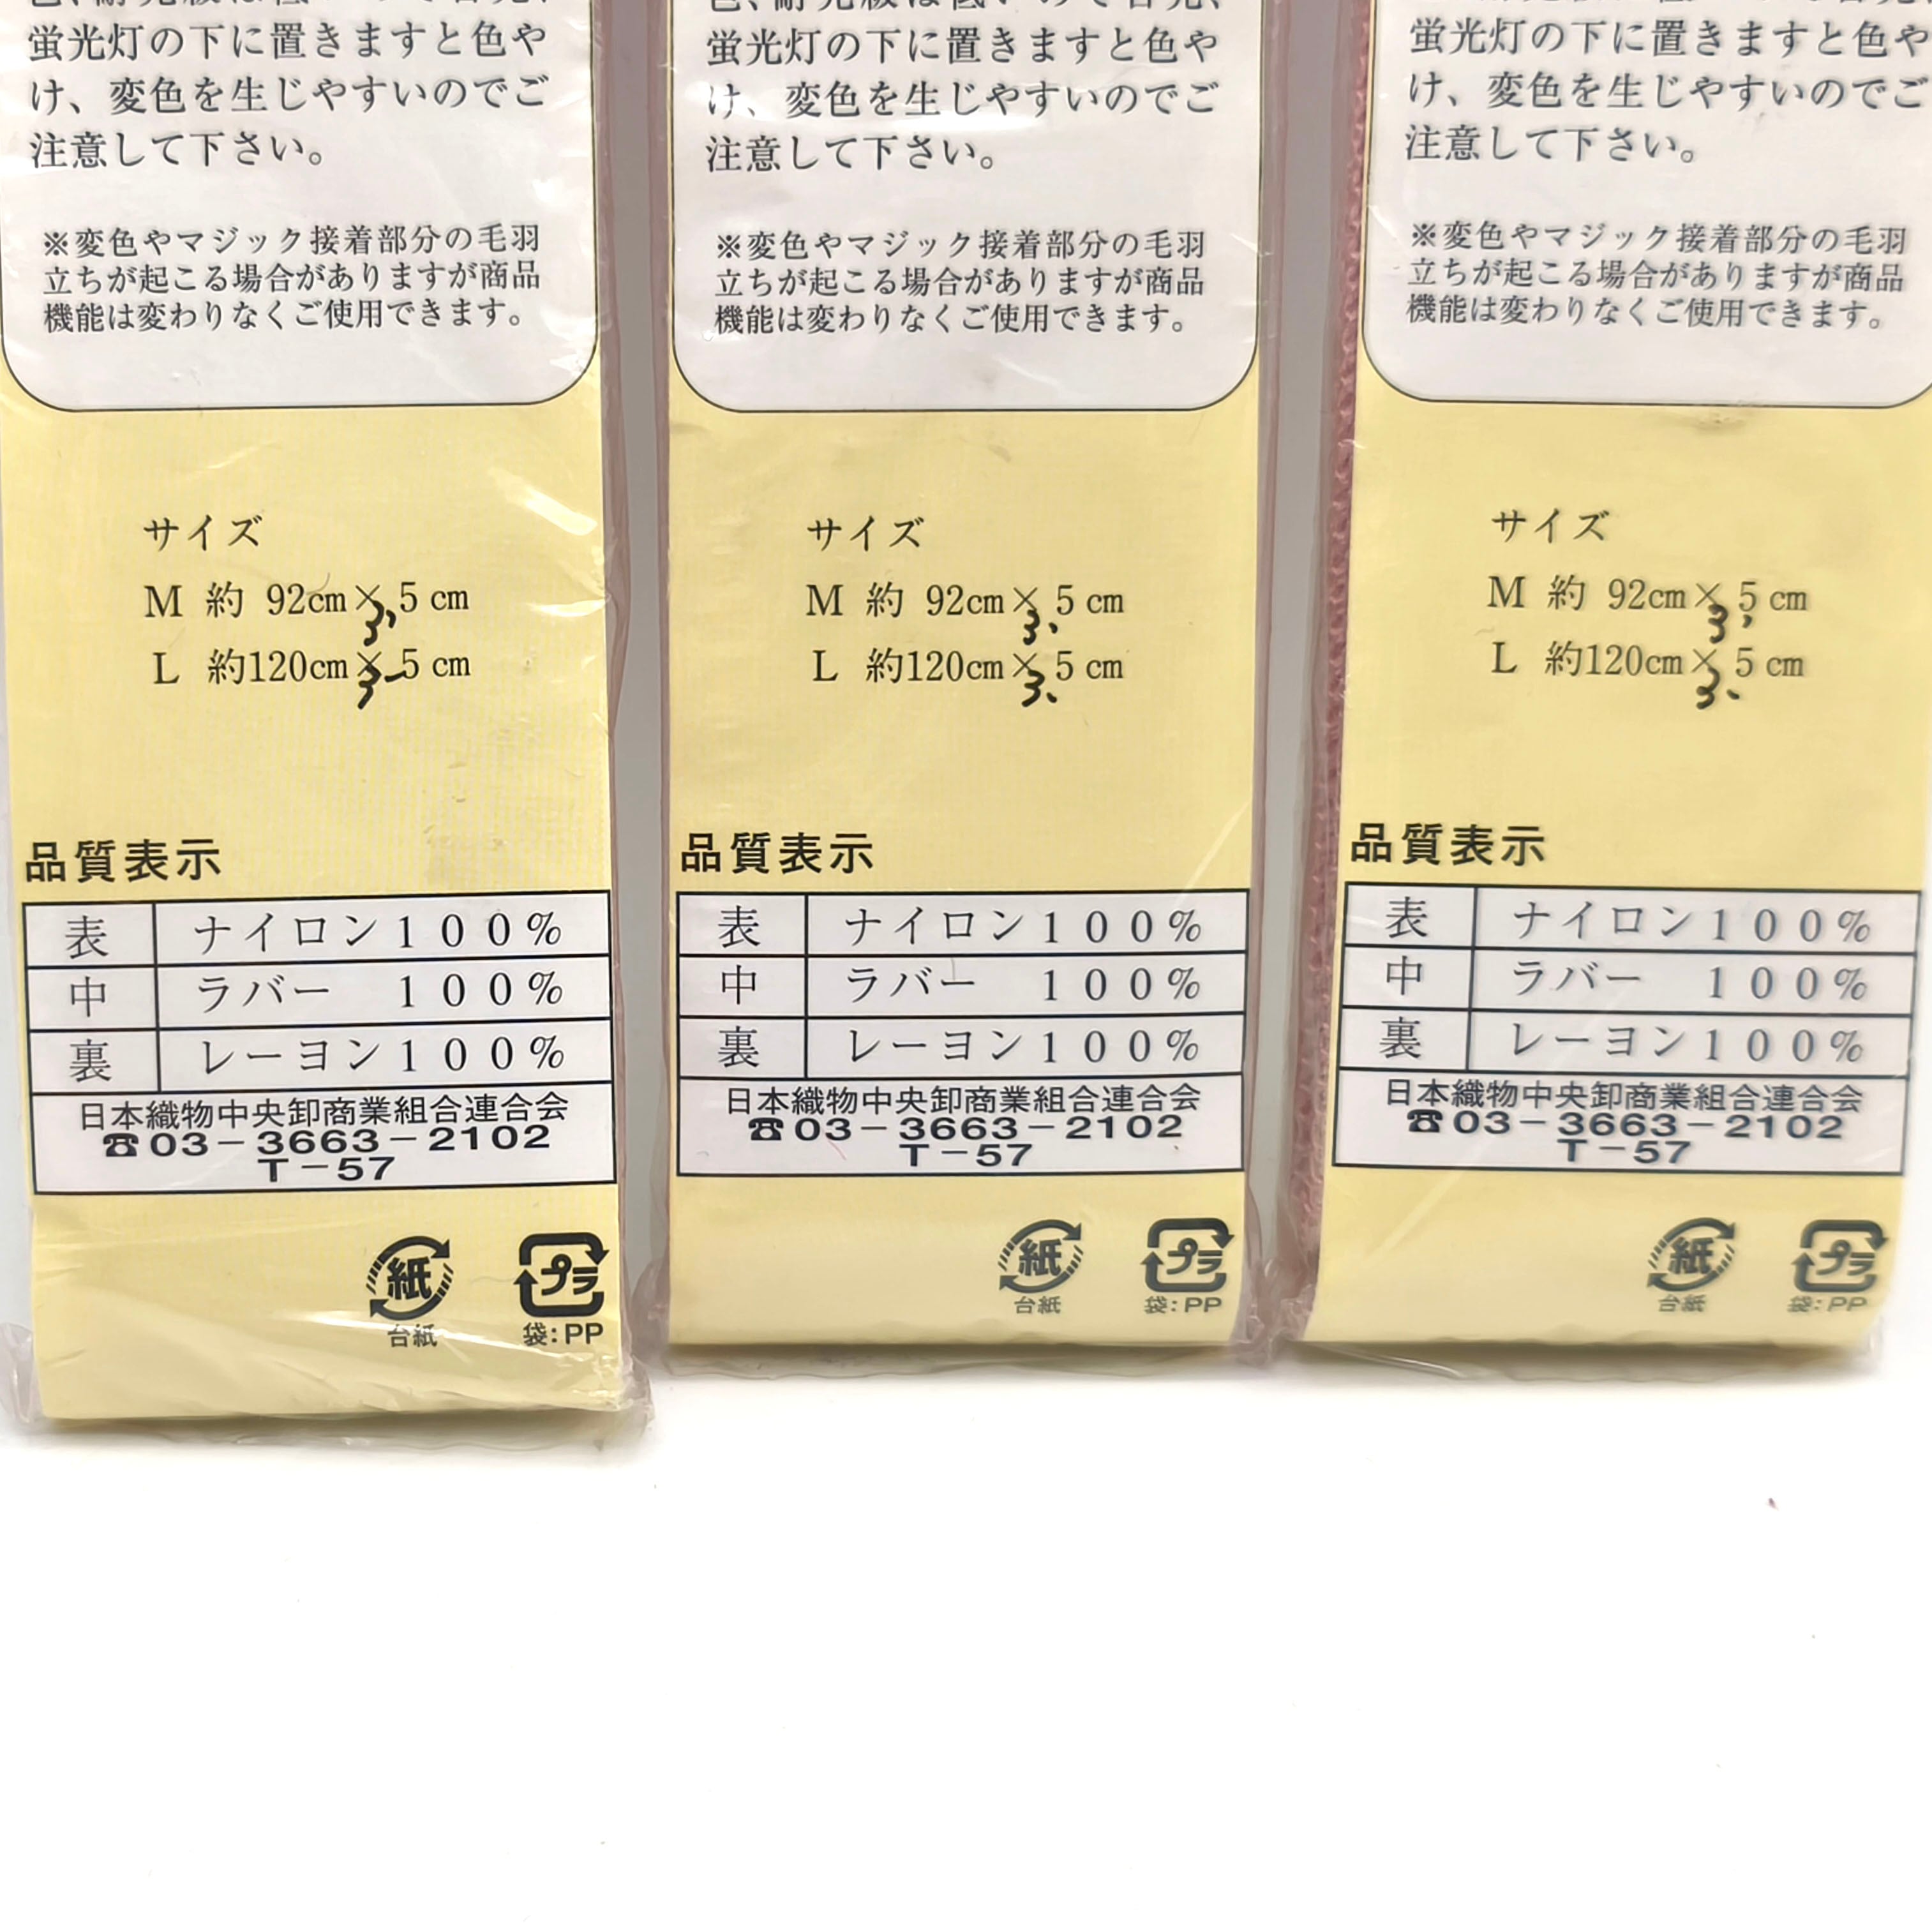 蛍光灯の下に置きますと色や
け、変色を生じやすいのでご
注意して下さい。
※変色やマジック接着部分の毛羽
立ちが起こる場合がありますが商品
機能は変わりなくご使用できます。
サイズ
M 約 92cm×3.5cm
L 約120cm×3.5cm
品質表示
表 ナイロン100%
中 ラバー 100%
裏 レーヨン100%
日本織物中央卸商業組合連合会
☎03-3663-2102
T-57
紙 プラ
台紙 袋:PP
蛍光灯の下に置きますと色や
け、変色を生じやすいのでご
注意して下さい。
※変色やマジック接着部分の毛羽
立ちが起こる場合がありますが商品
機能は変わりなくご使用できます。
サイズ
M 約 92cm×3.5cm
L 約120cm×3.5cm
品質表示
表 ナイロン100%
中 ラバー 100%
裏 レーヨン100%
日本織物中央卸商業組合連合会
☎03-3663-2102
T-57
紙 プラ
台紙 袋:PP
蛍光灯の下に置きますと色や
け、変色を生じやすいのでご
注意して下さい。
※変色やマジック接着部分の毛羽
立ちが起こる場合がありますが商品
機能は変わりなくご使用できます。
サイズ
M 約 92cm×3.5cm
L 約120cm×3.5cm
品質表示
表 ナイロン100%
中 ラバー 100%
裏 レーヨン100%
日本織物中央卸商業組合連合会
☎03-3663-2102
T-57
紙 プラ
台紙 袋:PP